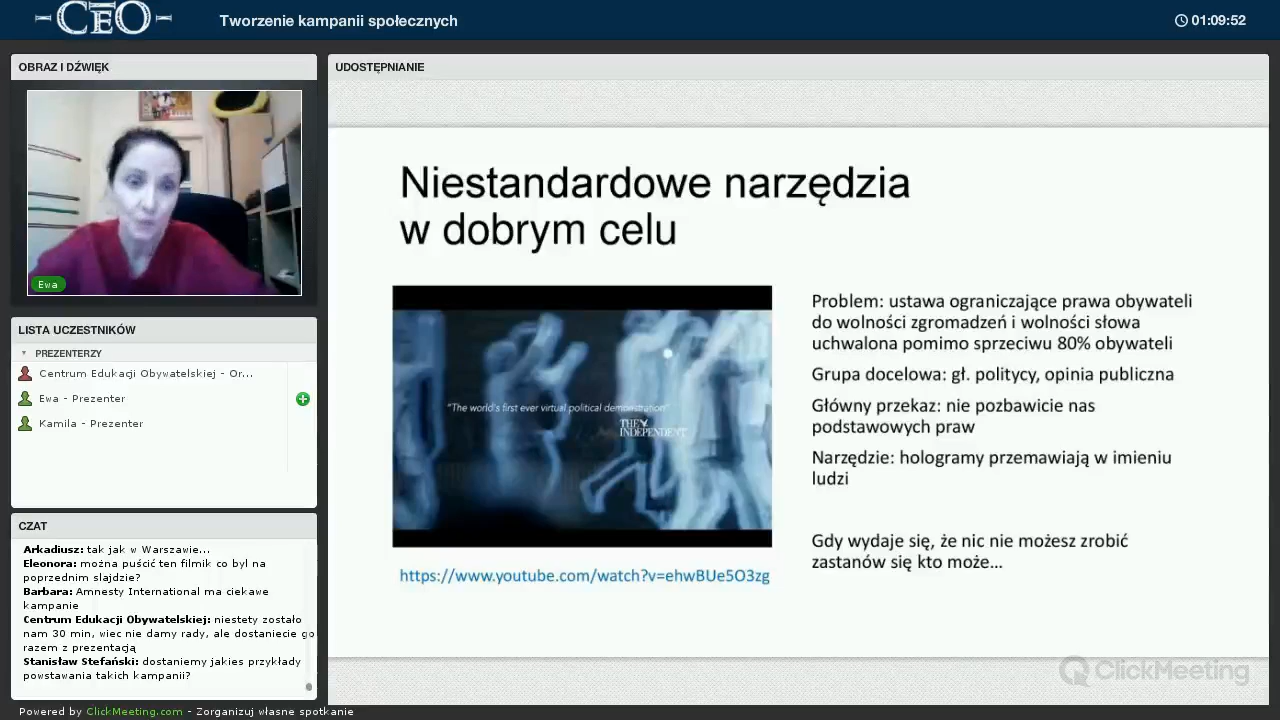 CEO
Tworzenie kampanii społecznych
01:09:52
OBRAZ I DŹWIĘK
Ewa
LISTA UCZESTNIKÓW
PREZENTERZY
Centrum Edukacji Obywatelskiej - Or...
Ewa - Prezenter
Kamila - Prezenter
CZAT
Arkadiusz: tak jak w Warszawie...
Eleonora: można puścić ten filmik co byl na
poprzednim slajdzie?
Barbara: Amnesty International ma ciekawe
kampanie
Centrum Edukacji Obywatelskiej: niestety zostało
nam 30 min, wiec nie damy rady, ale dostaniecie go
razem z prezentacją
Stanisław Stefański: dostaniemy jakies przykłady
powstawania takich kampanii?
UDOSTĘPNIANIE
Niestandardowe narzędzia
w dobrym celu
"The world's first ever virtual political demonstration"
THE
INDEPENDENT
https://www.youtube.com/watch?v=ehwBUe5O3zg
Problem: ustawa ograniczające prawa obywateli
do wolności zgromadzeń i wolności słowa
uchwalona pomimo sprzeciwu 80% obywateli
Grupa docelowa: gł. politycy, opinia publiczna
Główny przekaz: nie pozbawicie nas
podstawowych praw
Narzędzie: hologramy przemawiają w imieniu
ludzi
Gdy wydaje się, że nic nie możesz zrobić
zastanów się kto może...
ClickMeeting
Powered by ClickMeeting.com - Zorganizuj własne spotkanie